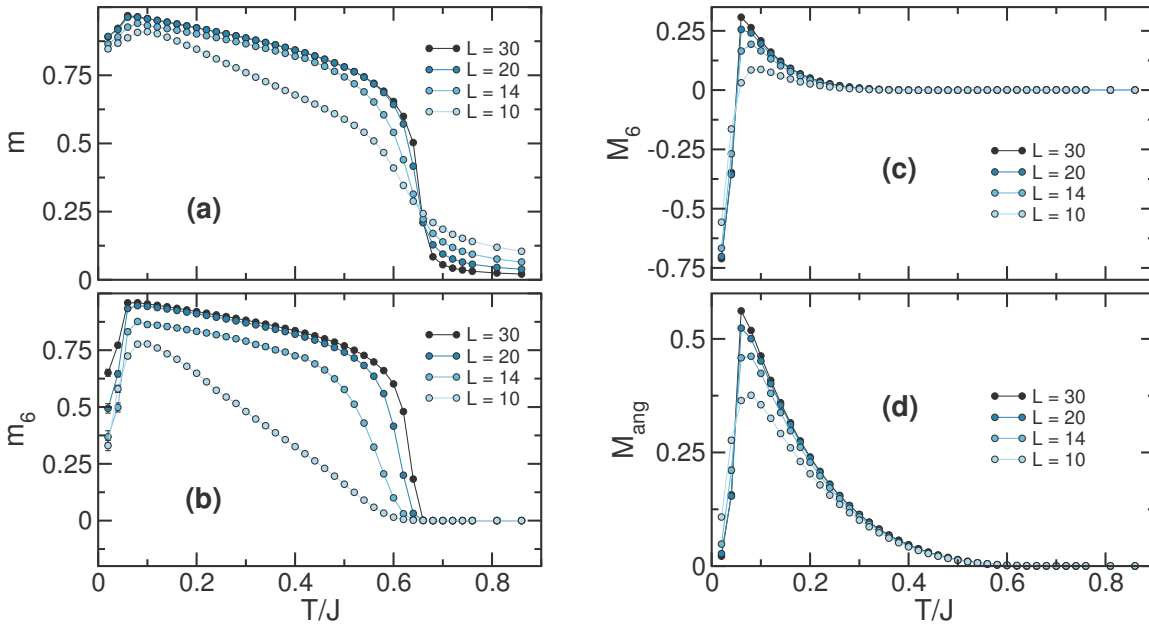 0.75
0.5
0.25
0
m
(a)
L = 30
L = 20
L = 14
L = 10
0.75
0.5
0.25
0
m6
(b)
L = 30
L = 20
L = 14
L = 10
0 0.2 0.4 0.6 0.8
T/J
0.25
0
-0.25
-0.5
-0.75
M6
(c)
L = 30
L = 20
L = 14
L = 10
0.5
0.25
0
Mang
(d)
L = 30
L = 20
L = 14
L = 10
0 0.2 0.4 0.6 0.8
T/J